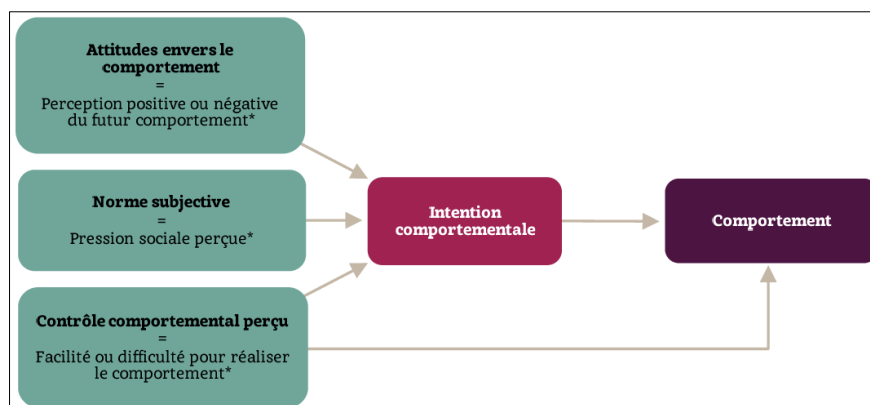 Attitudes envers le
comportement
=
Perception positive ou négative
du futur comportement*
Norme subjective
=
Pression sociale perçue*
Contrôle comportemental perçu
=
Facilité ou difficulté pour réaliser
le comportement*
Intention
comportementale
Comportement